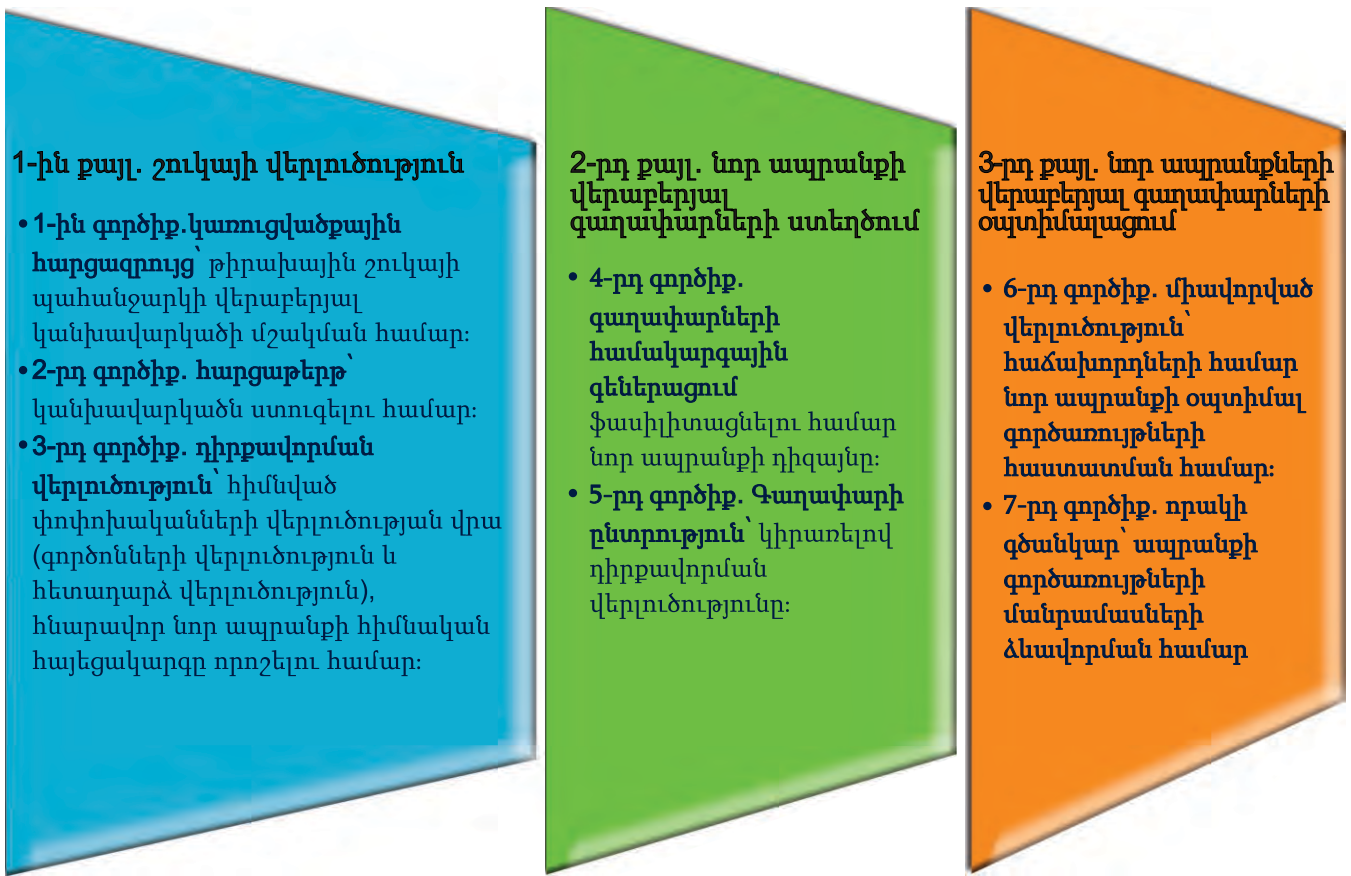 1-ին քայլ. շուկայի վերլուծություն
•1-ին գործիք.կառուցվածքային
հարցազրույց՝ թիրախային շուկայի
պահանջարկի վերաբերյալ
կանխավարկածի մշակման համար։
•2-րդ գործիք. հարցաթերթ՝
կանխավարկածն ստուգելու համար։
•3-րդ գործիք. դիրքավորման
վերլուծություն՝ հիմնված
փոփոխականների վերլուծության վրա
(գործոնների վերլուծություն և
հետադարձ վերլուծություն),
հնարավոր նոր ապրանքի հիմնական
հայեցակարգը որոշելու համար։
2-րդ քայլ. նոր ապրանքի
վերաբերյալ
գաղափարների ստեղծում
• 4-րդ գործիք.
գաղափարների
համակարգային
գեներացում
ֆասիլիտացնելու համար
նոր ապրանքի դիզայնը։
• 5-րդ գործիք. Գաղափարի
ընտրություն՝ կիրառելով
դիրքավորման
վերլուծությունը։
3-րդ քայլ. նոր ապրանքների
վերաբերյալ գաղափարների
օպտիմալացում
• 6-րդ գործիք. միավորված
վերլուծություն՝
հաճախորդների համար
նոր ապրանքի օպտիմալ
գործառույթների
հաստատման համար։
• 7-րդ գործիք. որակի
գծանկար՝ ապրանքի
գործառույթների
մանրամասների
ձևավորման համար